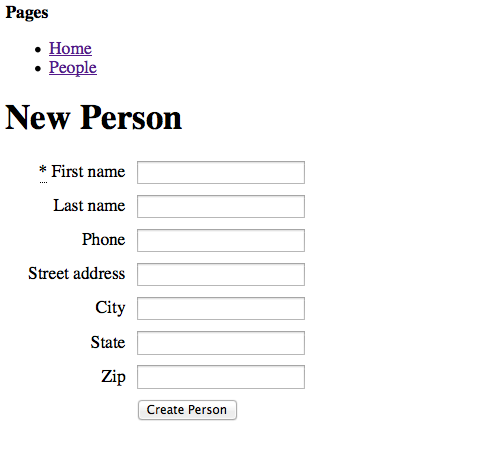 Pages
Home
People
New Person
* First name
Last name
Phone
Street address
City
State
Zip
Create Person